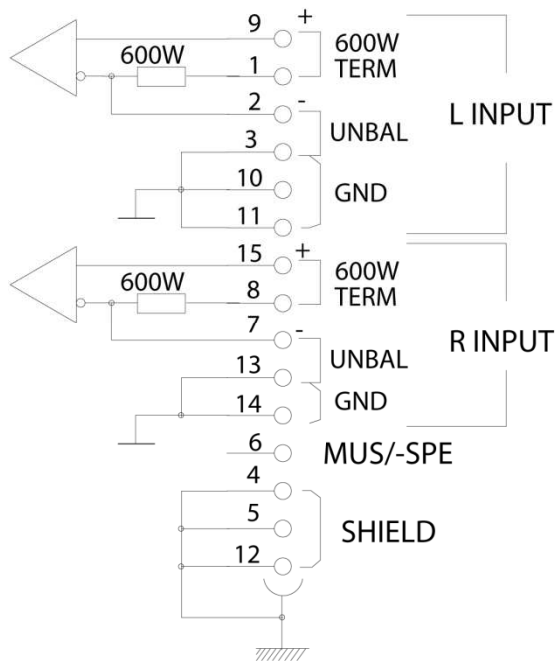 9 +
600W
600W
TERM
1
2 -
L INPUT
UNBAL
3
10
GND
11
15 +
600W
600W
TERM
8
7 -
R INPUT
UNBAL
13
GND
14
6
MUS/-SPE
4
5
SHIELD
12